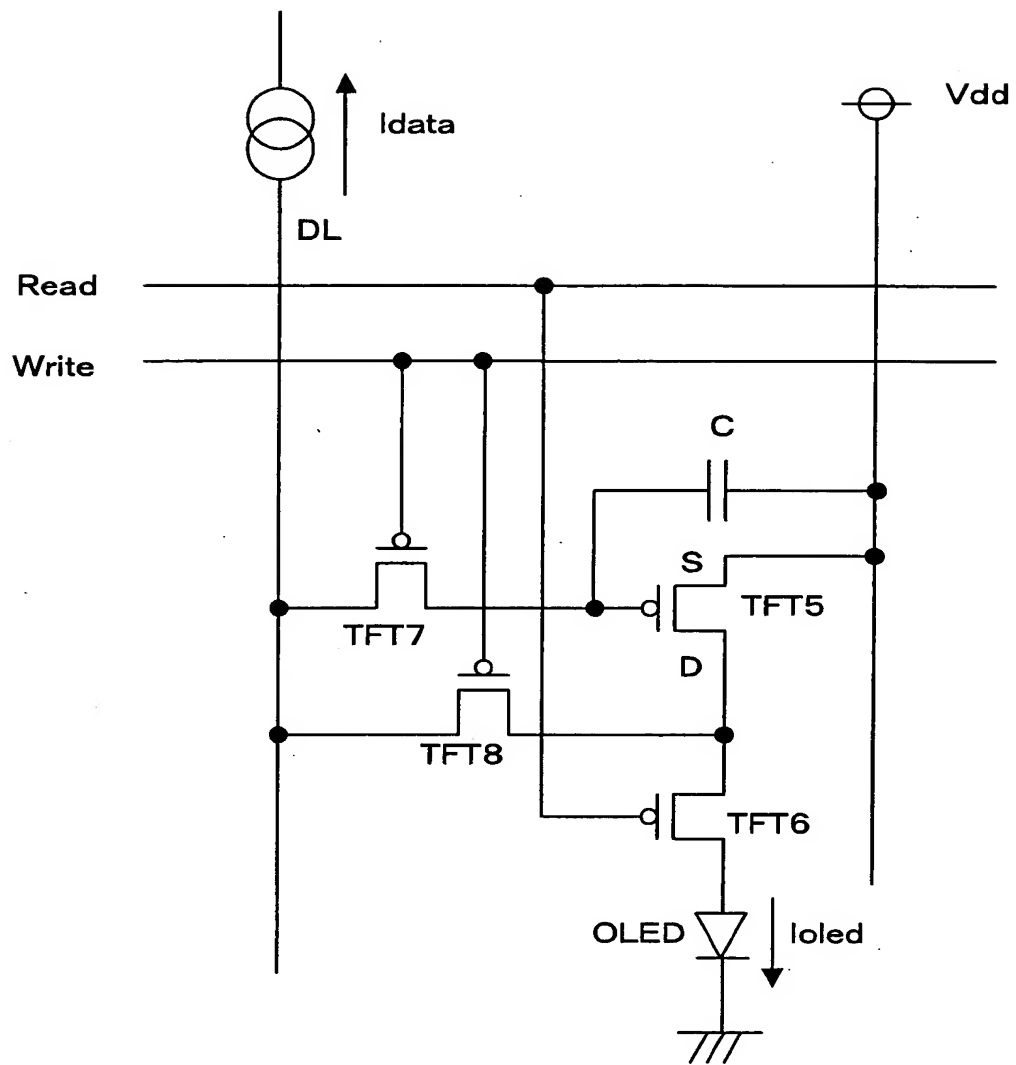 Vdd
Idata
DL
Read
Write
C
S
TFT5
TFT7
D
TFT8
TFT6
OLED
Ioled